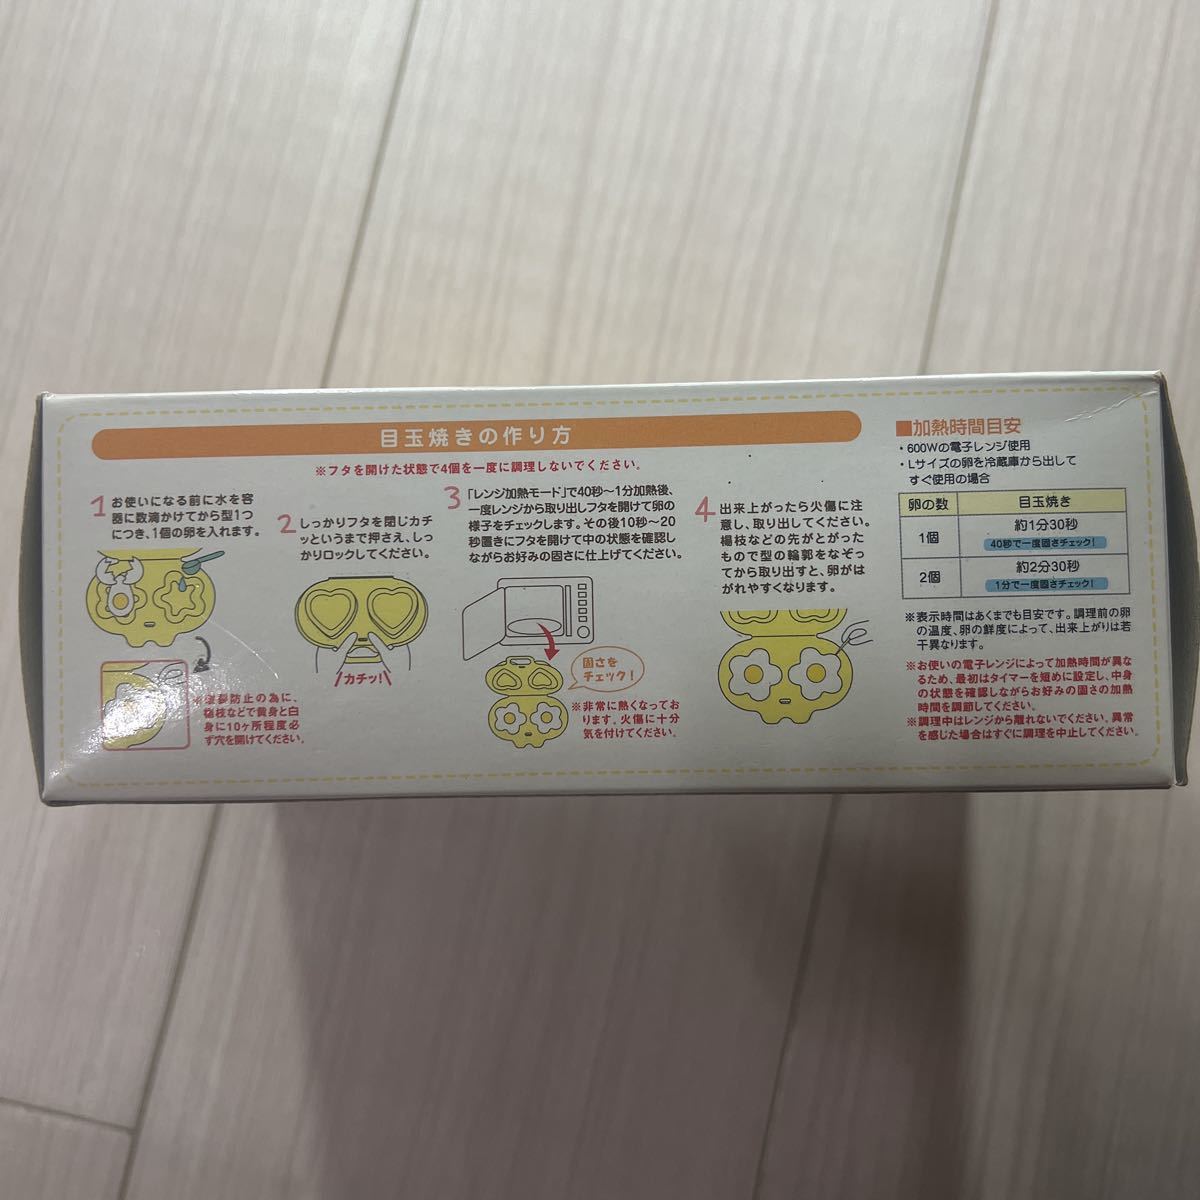 目玉焼きの作り方
※フタを開けた状態で4個を一度に調理しないでください。
1
お使いになる前に水を容
器に数滴かけてから型1つ
につき、1個の卵を入れます。
※破裂防止の為に、
楊枝などで黄身と白
身に10ヶ所程度必
ず穴を開けてください。
2
しっかりフタを閉じカチ
ッというまで押さえ、しっ
かりロックしてください。
カチッ!
3
「レンジ加熱モード」で40秒〜1分加熱後、
一度レンジから取り出しフタを開けて卵の
様子をチェックします。その後10秒〜20
秒置きにフタを開けて中の状態を確認し
ながらお好みの固さに仕上げてください。
固さを
チェック!
※非常に熱くなってお
ります。火傷に十分
気を付けてください。
4
出来上がったら火傷に注
意し、取り出してください。
楊枝などの先がとがった
もので型の輪郭をなぞっ
てから取り出すと、卵がは
がれやすくなります。
■加熱時間目安
・600Wの電子レンジ使用
・Lサイズの卵を冷蔵庫から出して
すぐ使用の場合
卵の数 目玉焼き
1個 約1分30秒
40秒で一度固さチェック!
2個 約2分30秒
1分で一度固さチェック!
※表示時間はあくまでも目安です。調理前の卵
の温度、卵の鮮度によって、出来上がりは若
干異なります。
※お使いの電子レンジによって加熱時間が異な
るため、最初はタイマーを短めに設定し、中身
の状態を確認しながらお好みの固さの加熱
時間を調節してください。
※調理中はレンジから離れないでください。異常
を感じた場合はすぐに調理を中止してください。